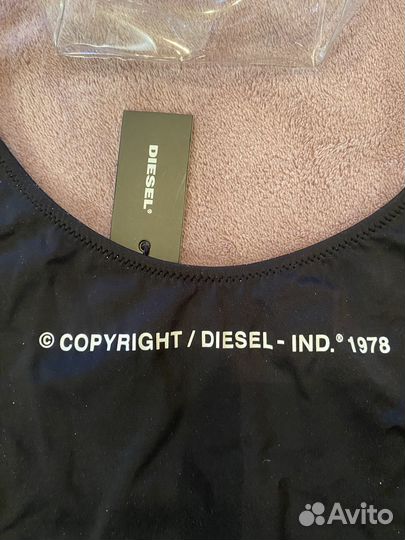 DIESEL®
© COPYRIGHT / DIESEL - IND.® 1978
Avito